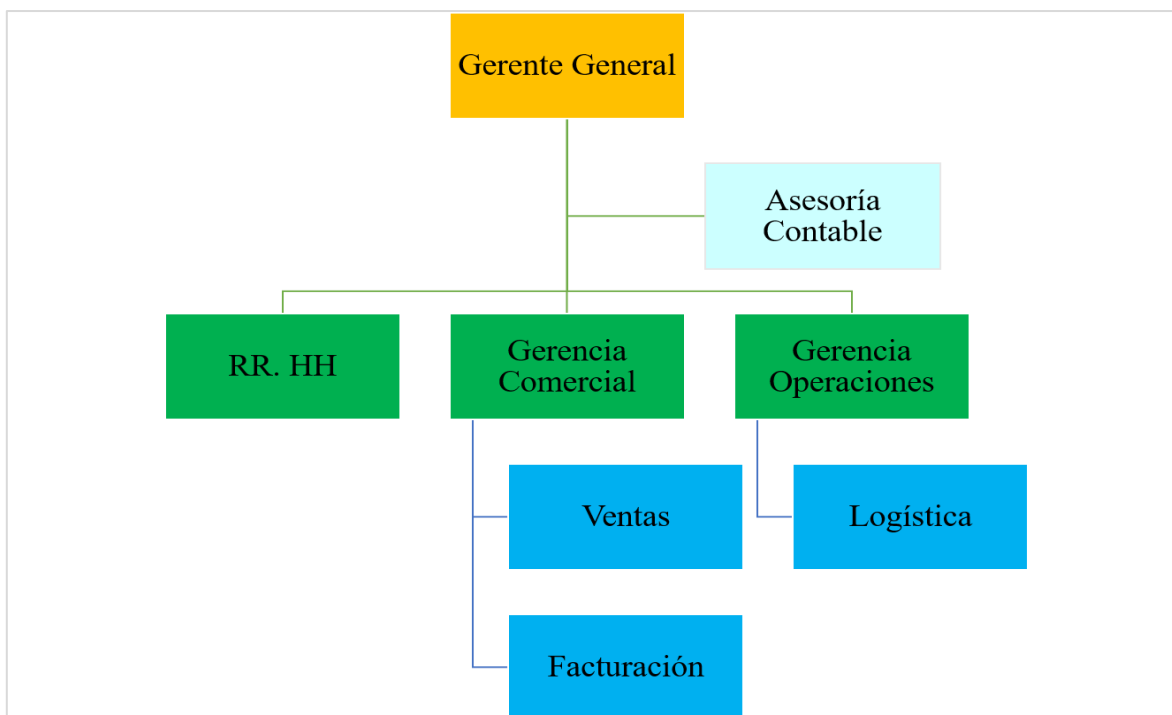 Gerente General
Asesoría
Contable
RR. HH
Gerencia
Comercial
Gerencia
Operaciones
Ventas
Logística
Facturación